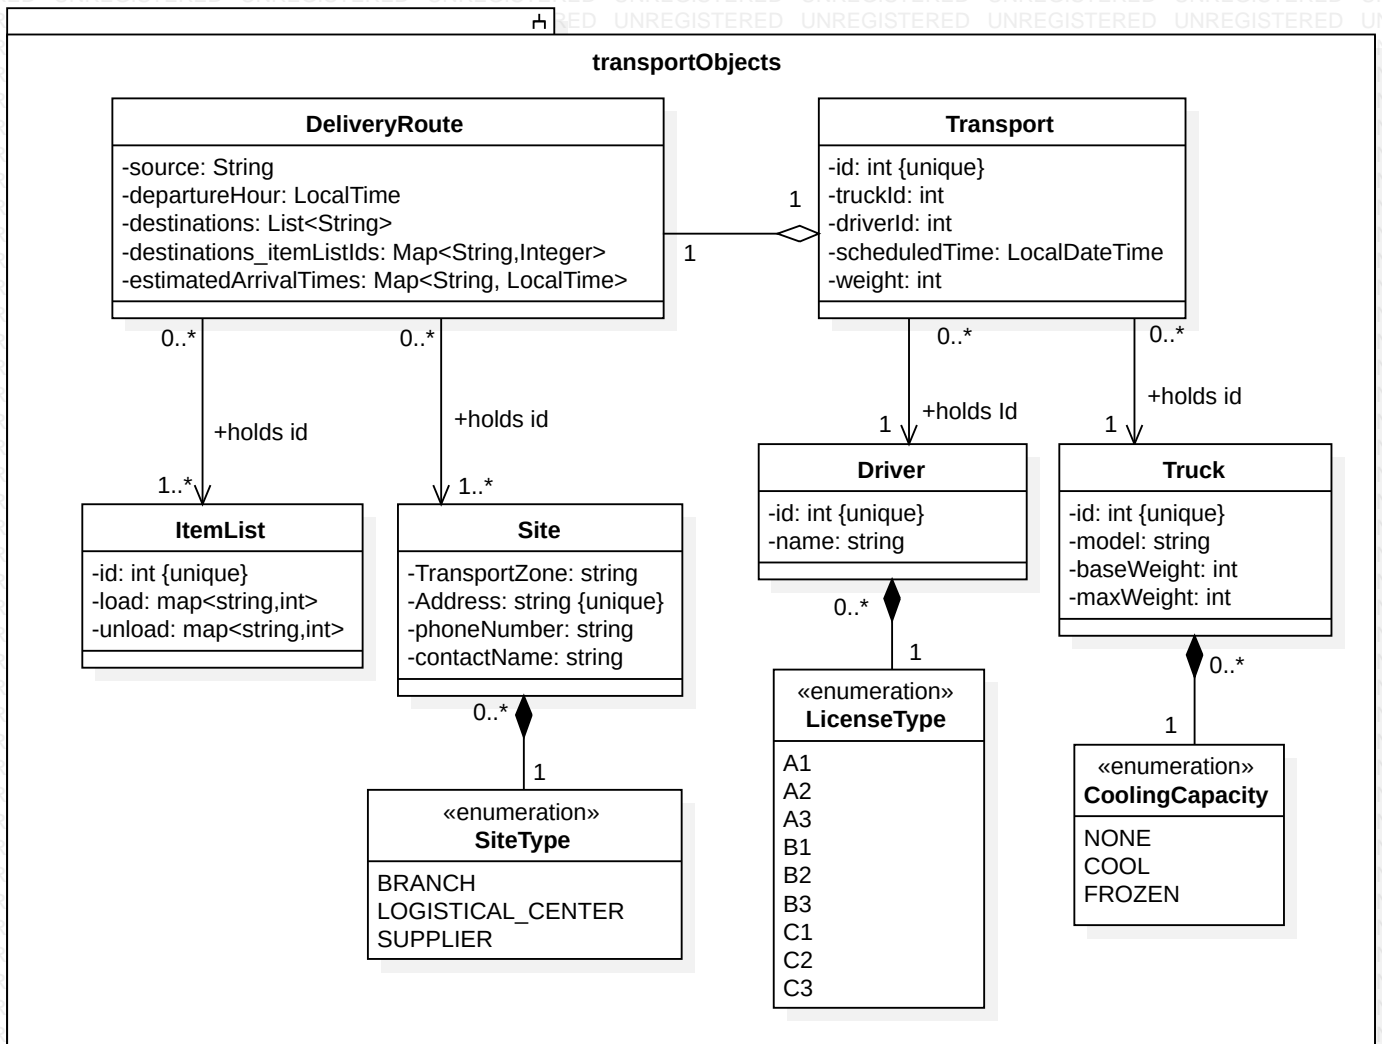 UNREGISTERED UNREGISTERED UNREGISTERED UNREGISTERED
transportObjects
DeliveryRoute
-source: String
-departureHour: LocalTime
-destinations: List<String>
-destinations_itemListIds: Map<String,Integer>
-estimatedArrivalTimes: Map<String, LocalTime>
1
1
Transport
-id: int {unique}
-truckId: int
-driverId: int
-scheduledTime: LocalDateTime
-weight: int
0..*
0..*
0..*
0..*
+holds id
+holds id
+holds Id
+holds id
1..*
1..*
1
1
ItemList
-id: int {unique}
-load: map<string,int>
-unload: map<string,int>
Site
-TransportZone: string
-Address: string {unique}
-phoneNumber: string
-contactName: string
Driver
-id: int {unique}
-name: string
Truck
-id: int {unique}
-model: string
-baseWeight: int
-maxWeight: int
0..*
1
0..*
1
0..*
1
«enumeration»
SiteType
BRANCH
LOGISTICAL_CENTER
SUPPLIER
«enumeration»
LicenseType
A1
A2
A3
B1
B2
B3
C1
C2
C3
«enumeration»
CoolingCapacity
NONE
COOL
FROZEN